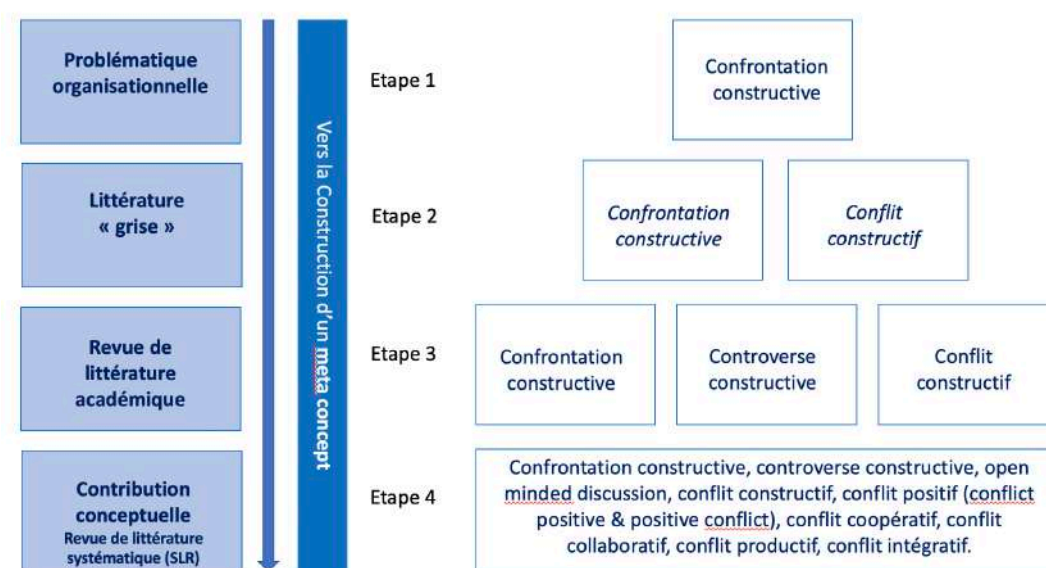 Problématique
organisationnelle
Etape 1
Confrontation
constructive
Littérature
« grise »
Etape 2
Confrontation
constructive
Conflit
constructif
Revue de
littérature
académique
Etape 3
Confrontation
constructive
Controverse
constructive
Conflit
constructif
Contribution
conceptuelle
Revue de littérature
systématique (SLR)
Etape 4
Confrontation constructive, controverse constructive, open
minded discussion, conflit constructif, conflit positif (conflict
positive & positive conflict), conflit coopératif, conflit
collaboratif, conflit productif, conflit intégratif.
Vers la Construction d'un meta concept